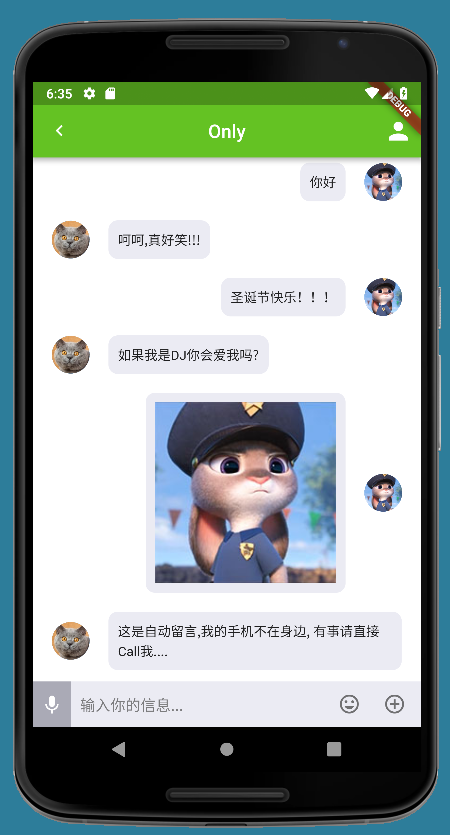 6:35
DEBUG
Only
你好
呵呵,真好笑!!!
圣诞节快乐！！！
如果我是DJ你会爱我吗?
这是自动留言,我的手机不在身边, 有事请直接
Call我....
输入你的信息...